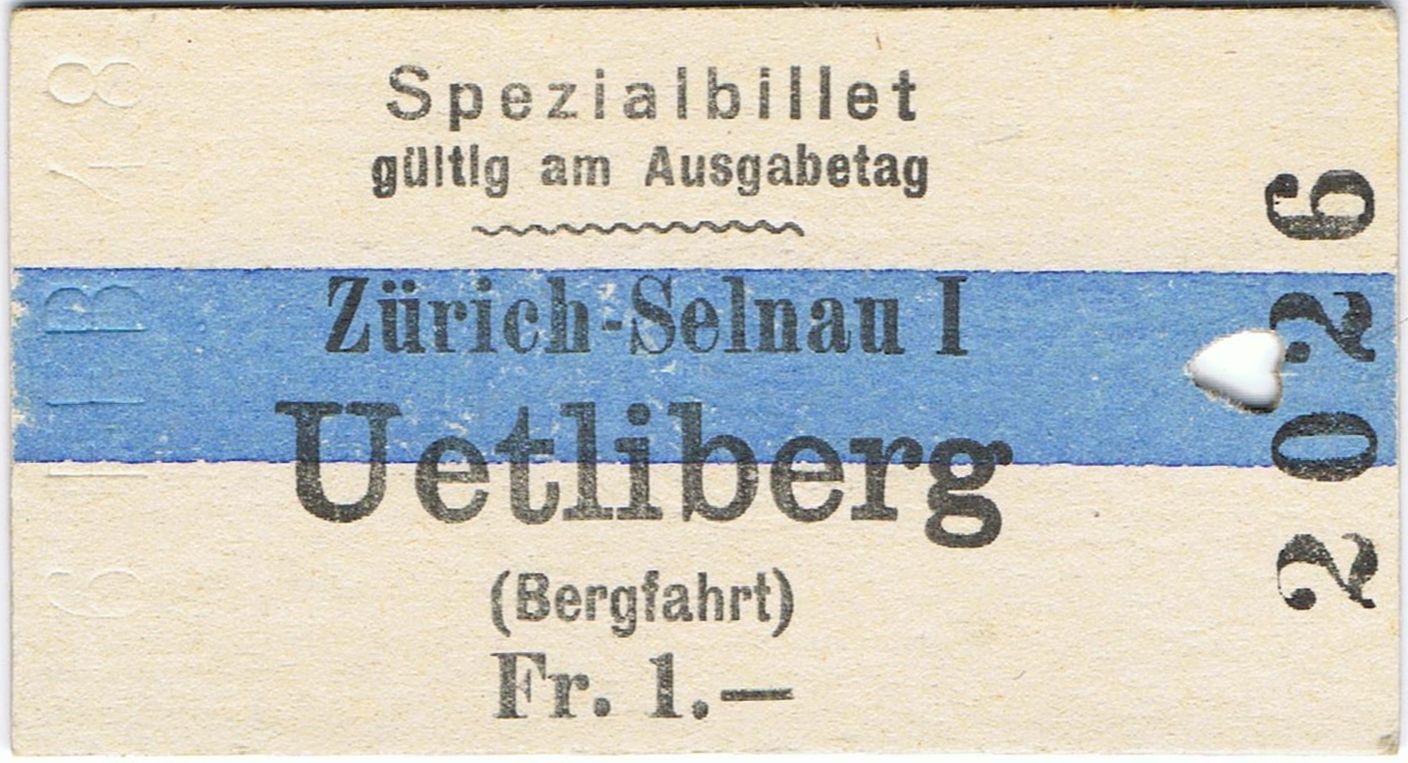 Spezialbillet
gültig am Ausgabetag
Zürich-Selnau I
Uetliberg
(Bergfahrt)
Fr. 1.—
2026